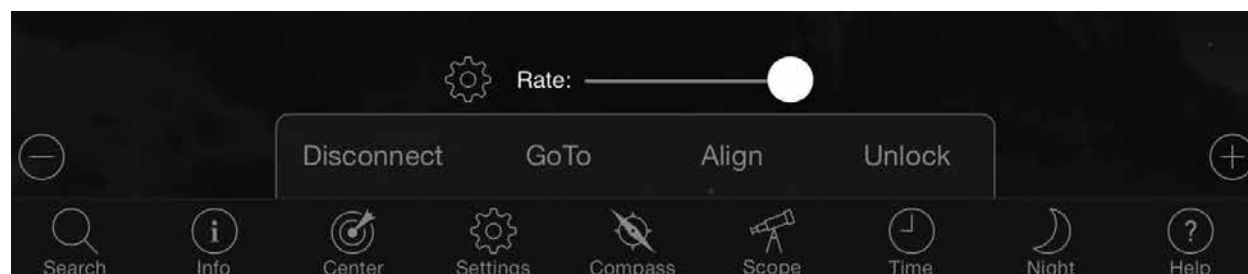 Rate:
Disconnect GoTo Align Unlock
Search Info Center Settings Compass Scope Time Night Help